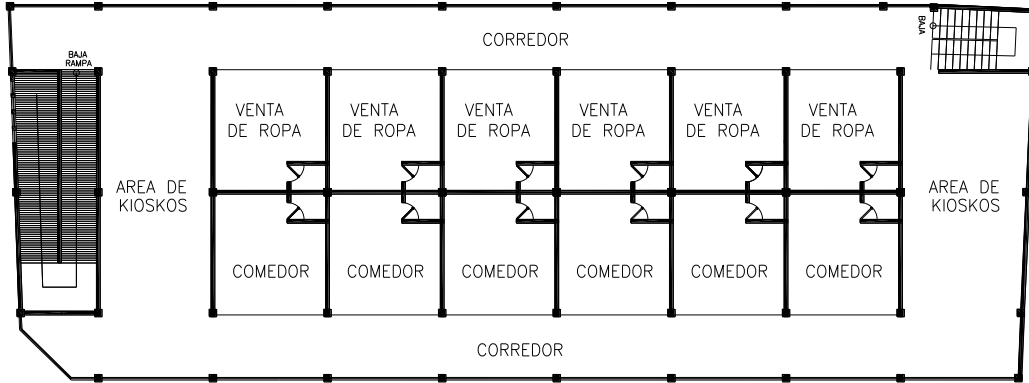 CORREDOR
BAJA
BAJA
RAMPA
VENTA
DE ROPA
VENTA
DE ROPA
VENTA
DE ROPA
VENTA
DE ROPA
VENTA
DE ROPA
VENTA
DE ROPA
AREA DE
KIOSKOS
AREA DE
KIOSKOS
COMEDOR
COMEDOR
COMEDOR
COMEDOR
COMEDOR
COMEDOR
CORREDOR